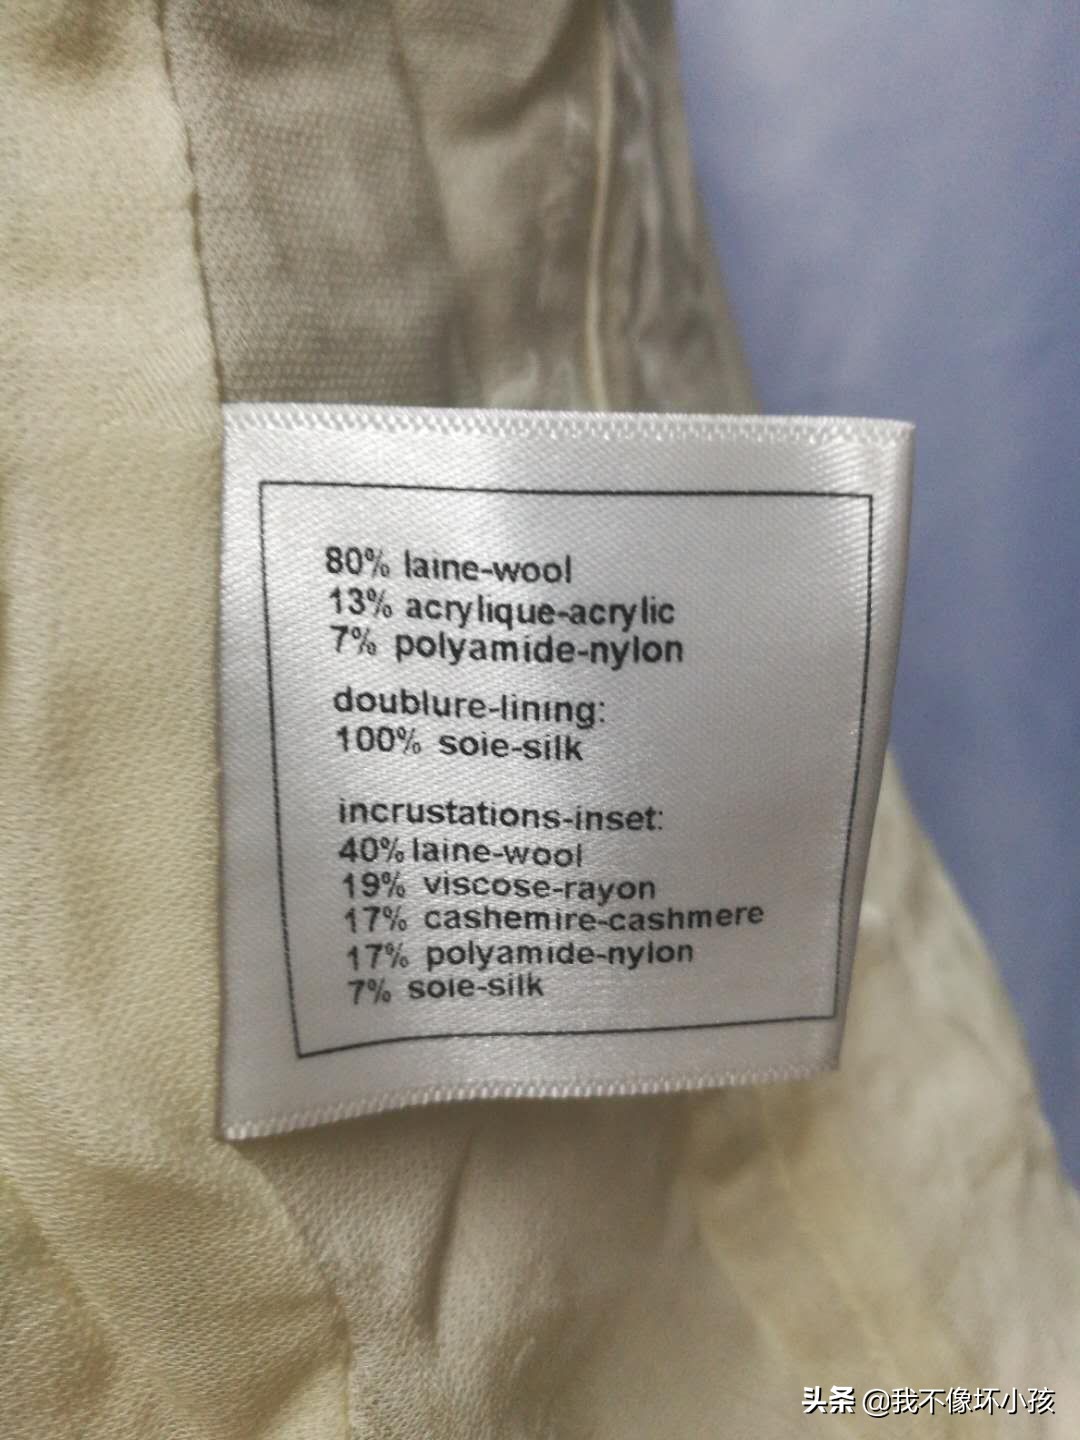 80% laine-wool
13% acrylique-acrylic
7% polyamide-nylon
doublure-lining:
100% soie-silk
incrustations-inset:
40% laine-wool
19% viscose-rayon
17% cashemire-cashmere
17% polyamide-nylon
7% soie-silk
头条 @我不像坏小孩